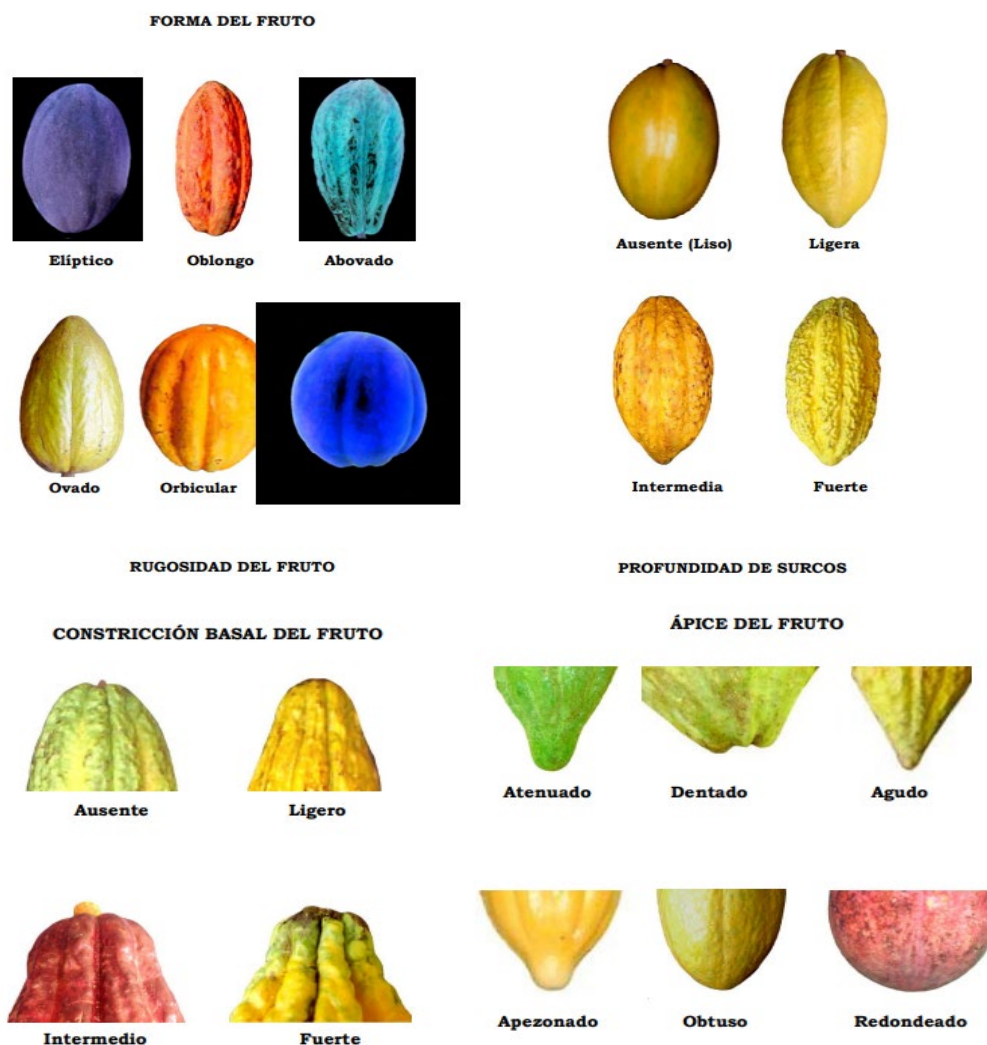 FORMA DEL FRUTO
Ausente (Liso) Ligera
Elíptico Oblongo Abovado
Intermedia Fuerte
Ovado Orbicular
RUGOSIDAD DEL FRUTO PROFUNDIDAD DE SURCOS
CONSTRICCIÓN BASAL DEL FRUTO
ÁPICE DEL FRUTO
Ausente Ligero
Atenuado Dentado Agudo
Intermedio Fuerte
Apezonado Obtuso Redondeado